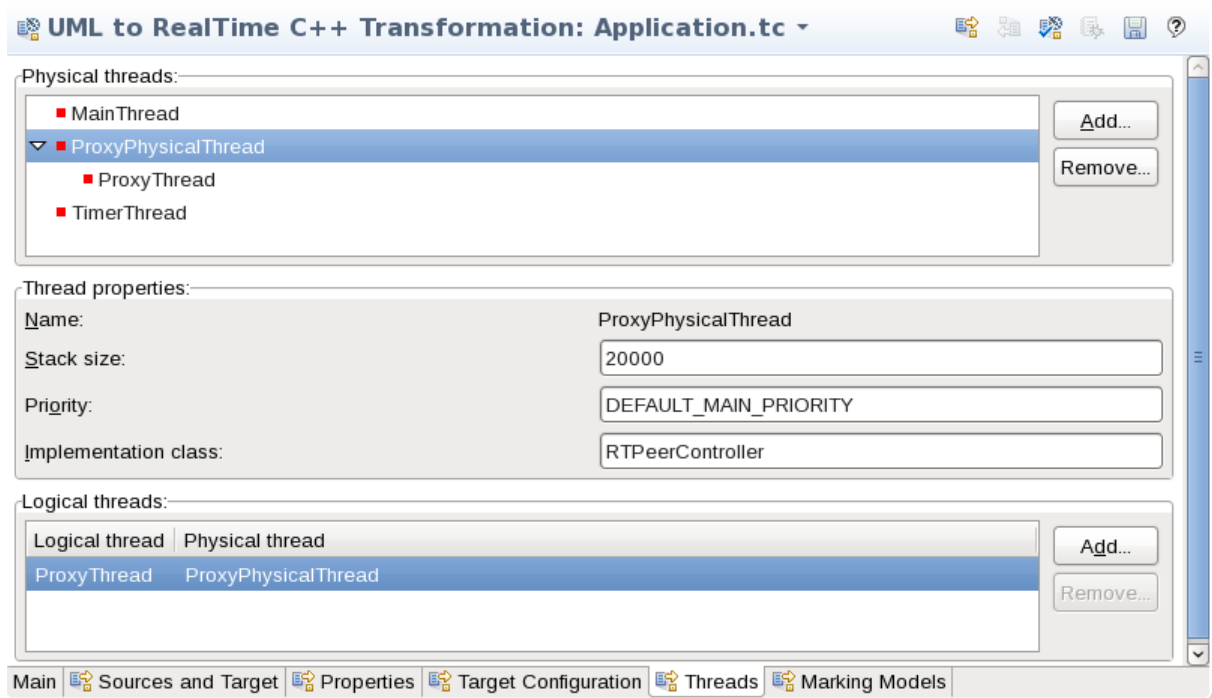 UML to RealTime C++ Transformation: Application.tc
Physical threads:
MainThread
Add...
ProxyPhysicalThread
Remove...
ProxyThread
TimerThread
Thread properties:
Name: ProxyPhysicalThread
Stack size: 20000
Priority: DEFAULT_MAIN_PRIORITY
Implementation class: RTPeerController
Logical threads:
Logical thread Physical thread
Add...
ProxyThread ProxyPhysicalThread
Remove...
Main Sources and Target Properties Target Configuration Threads Marking Models